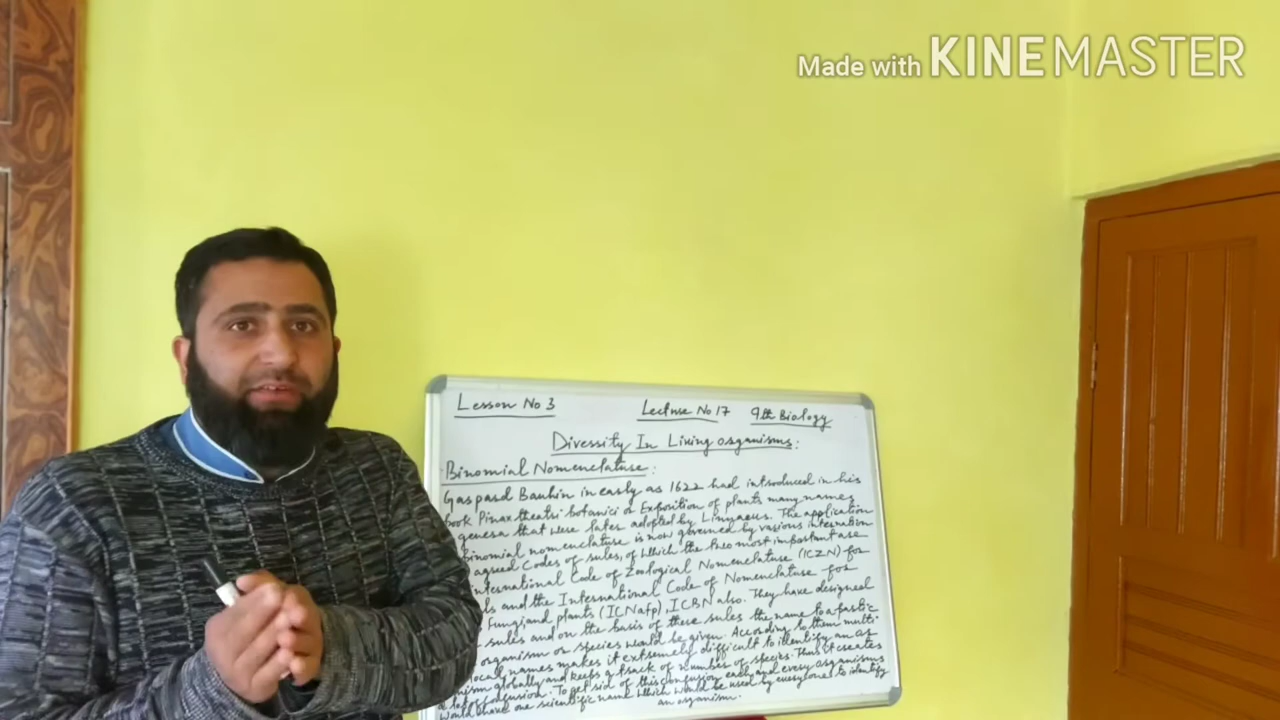 Made with KINEMASTER
Lesson No 3 Lecture No 17 9th Biology
Diversity In Living organisms:
Binomial Nomenclature:
Gaspard Bauhin in early as 1622 had introduced in his
book Pinax theatri botanici or Exposition of plants many names
genera that were later adopted by Linnaeus. The application
binomial nomenclature is now governed by various internation
agreed codes of rules, of which the two most important are
International Code of Zoological Nomenclature (ICZN) for
ls and the International Code of Nomenclature for
Fungi and plants (ICNafp), ICBN also. They have designed
rules and on the basis of these rules the name to a
organism or species would be given. According to them multi
local names makes it extremely difficult to identify an or
nism globally and keeps a track of number of species. Thus it creates
a lot of confusion. To get rid of this confusion each and every organisms
would have one scientific name which would be used by everyone to identify
an organism.